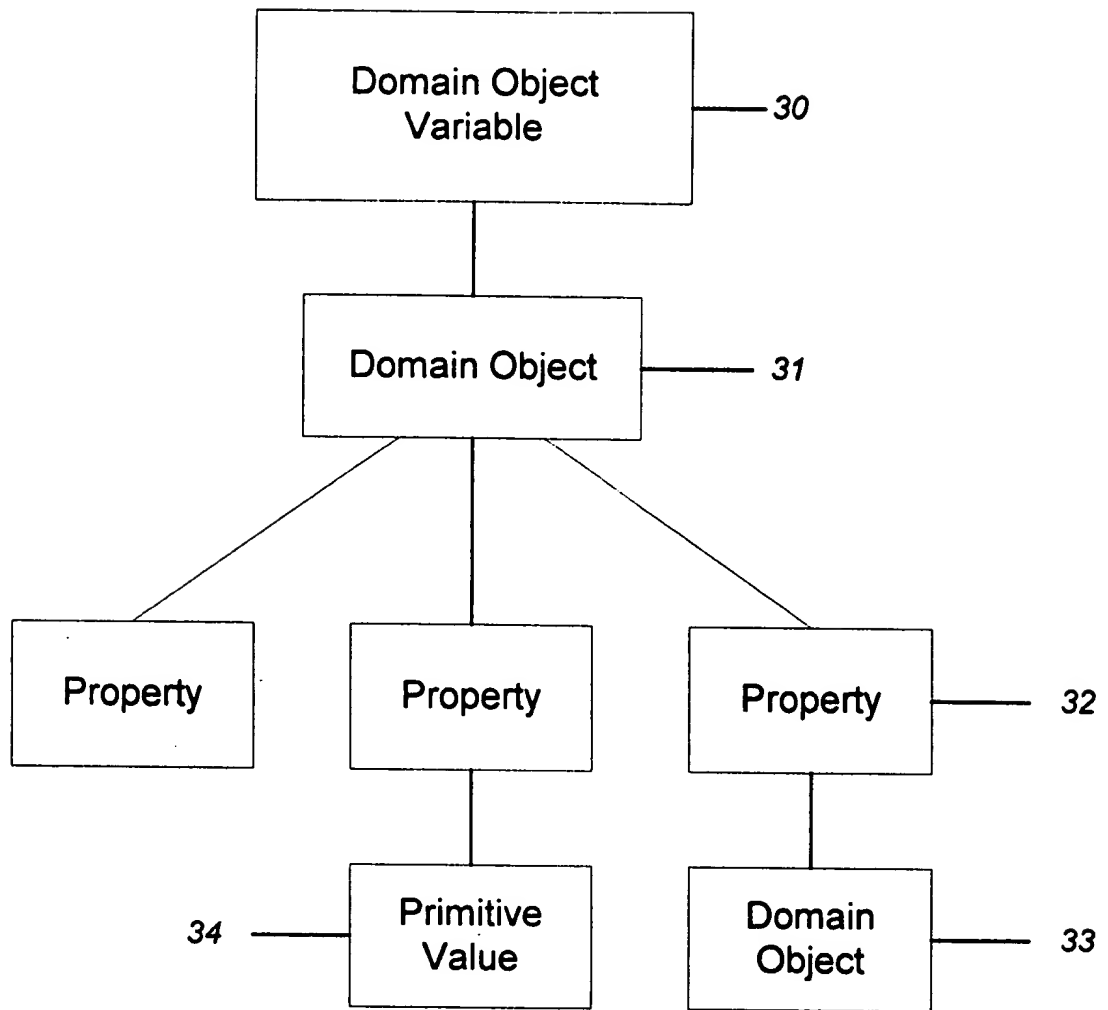 Domain Object
Variable
30
Domain Object
31
Property
Property
Property
32
34
Primitive
Value
Domain
Object
33